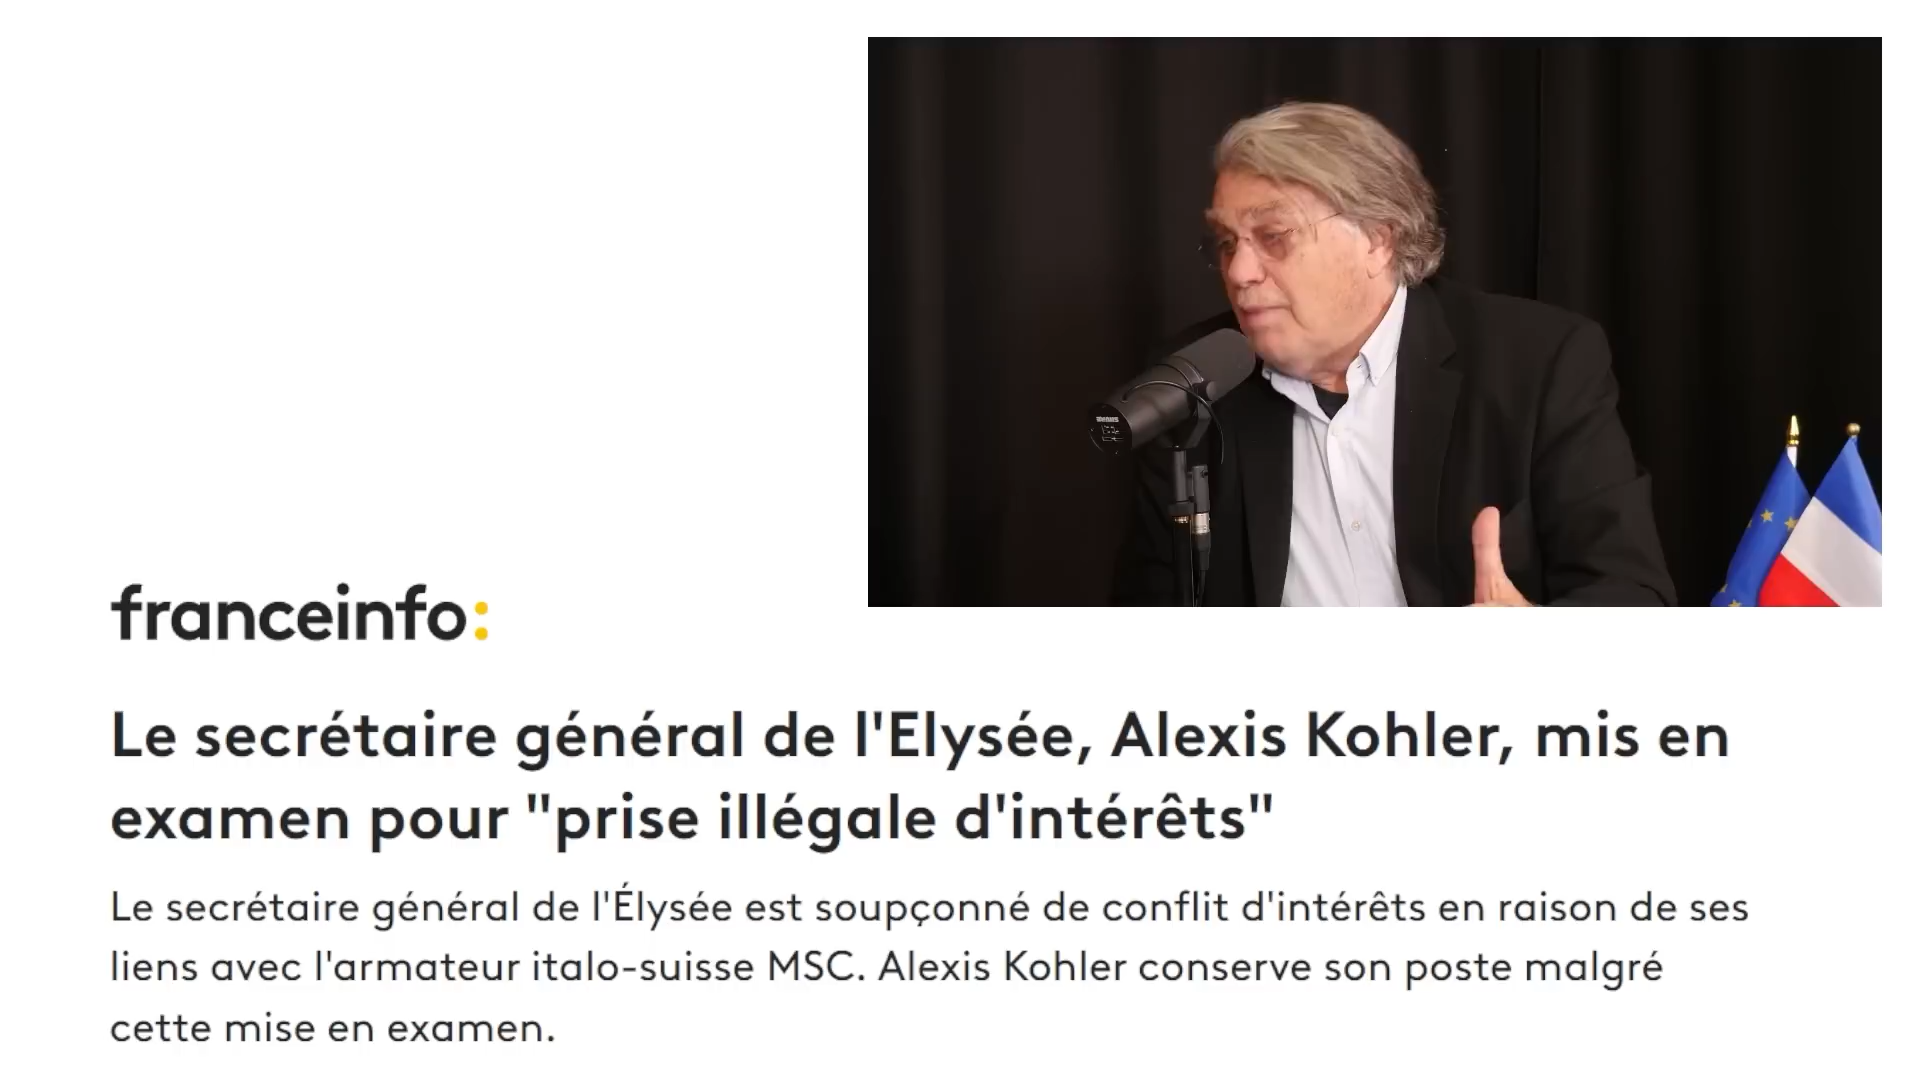 franceinfo:
Le secrétaire général de l'Elysée, Alexis Kohler, mis en
examen pour "prise illégale d'intérêts"
Le secrétaire général de l'Élysée est soupçonné de conflit d'intérêts en raison de ses
liens avec l'armateur italo-suisse MSC. Alexis Kohler conserve son poste malgré
cette mise en examen.